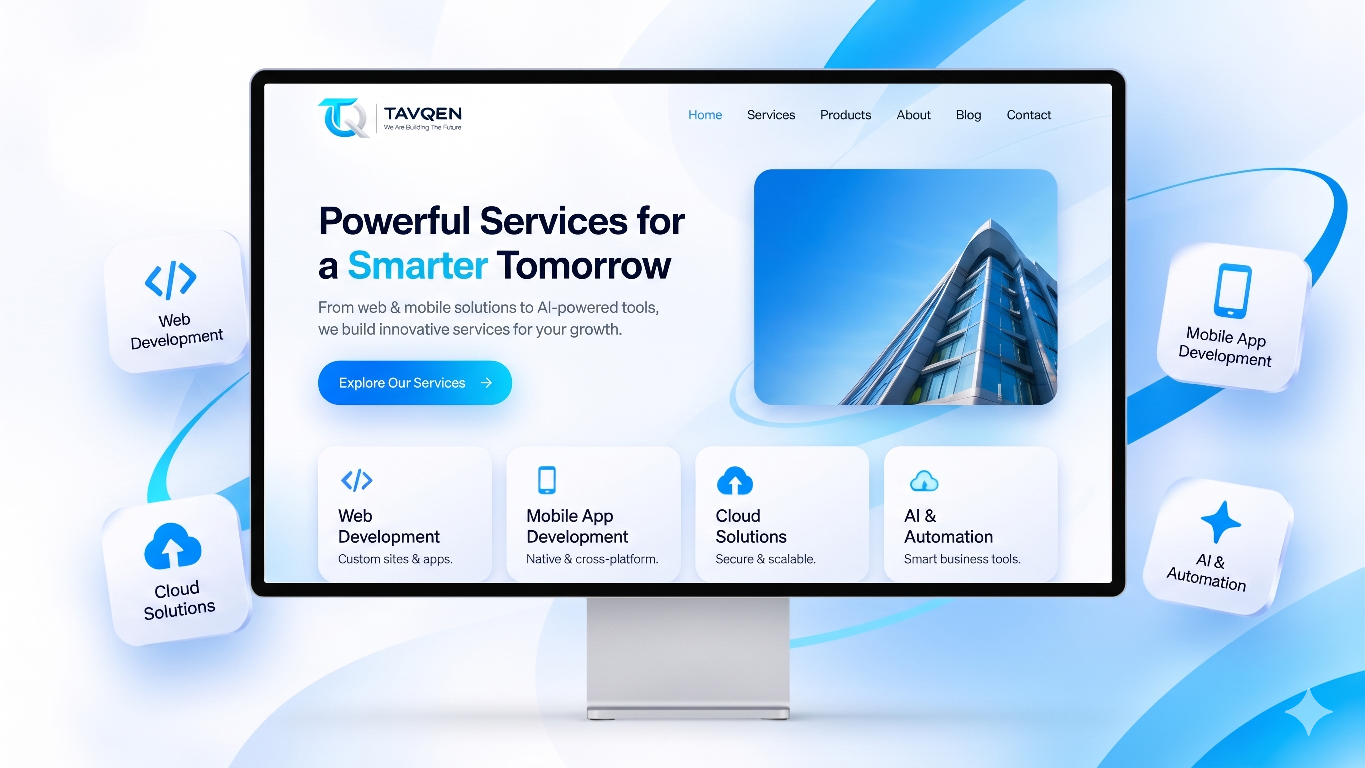 TAVQEN
We Are Building The Future
Home Services Products About Blog Contact
Powerful Services for
a Smarter Tomorrow
From web & mobile solutions to AI-powered tools,
we build innovative services for your growth.
Explore Our Services
Web
Development
Custom sites & apps.
Mobile App
Development
Native & cross-platform.
Cloud
Solutions
Secure & scalable.
AI &
Automation
Smart business tools.
Web
Development
Cloud
Solutions
Mobile App
Development
AI &
Automation